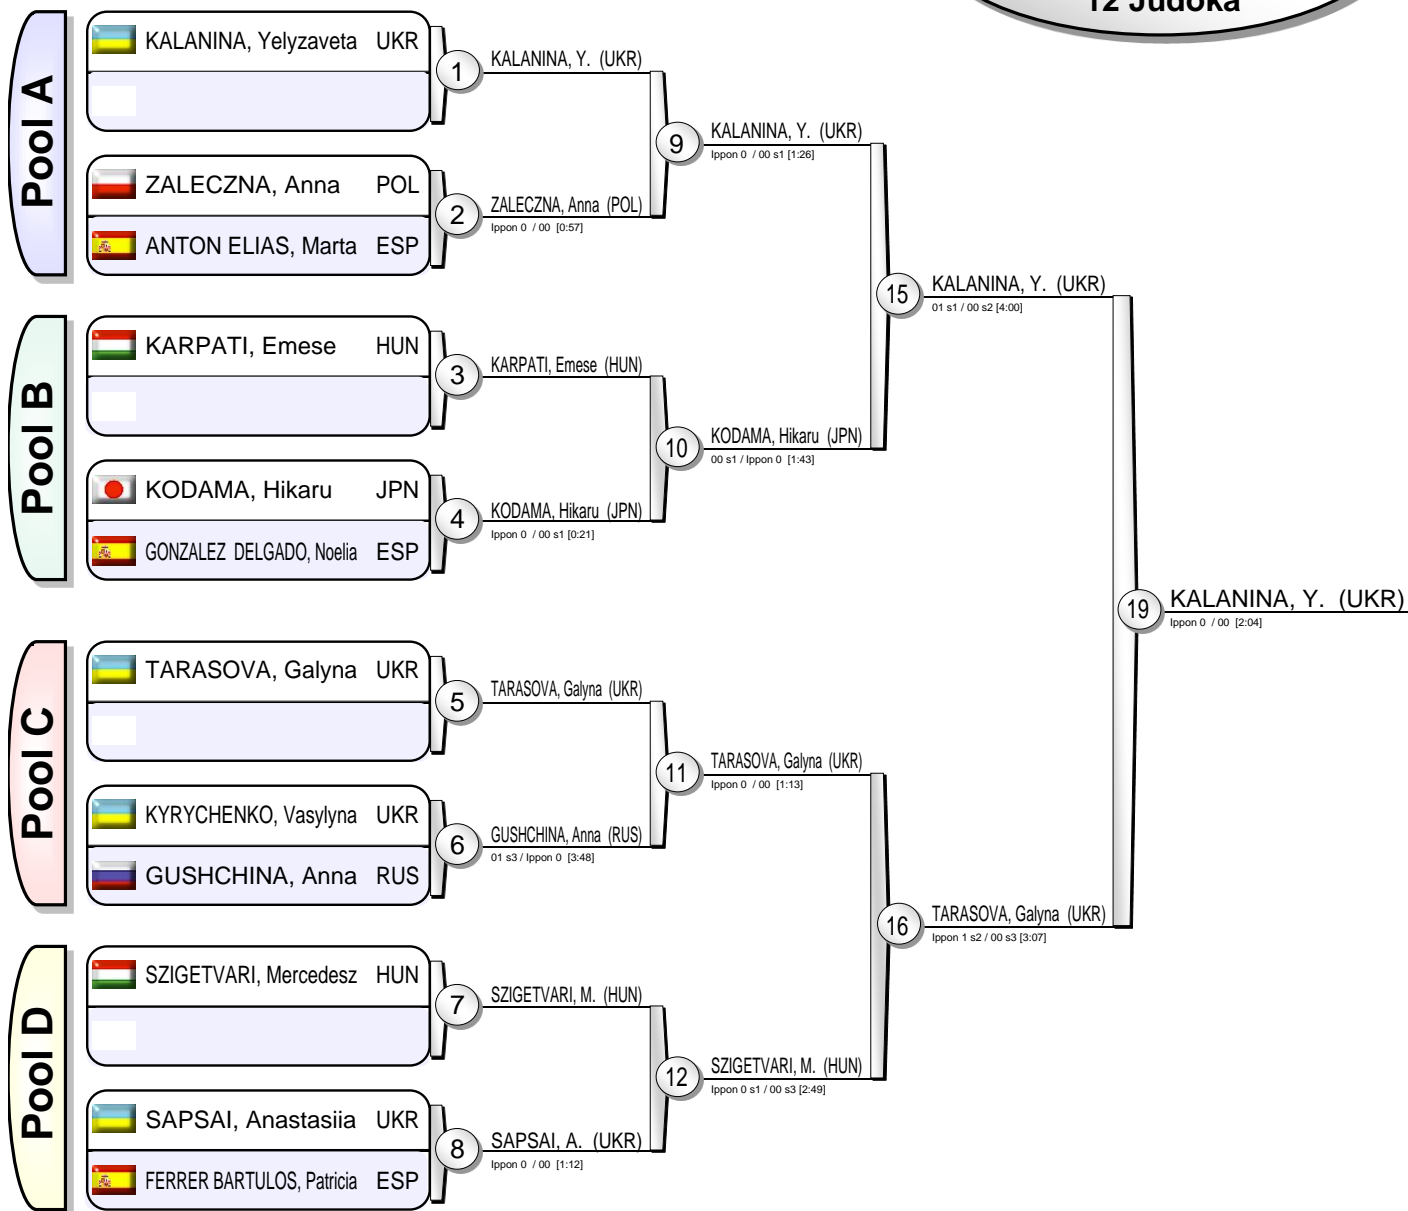 12 Judoka
Pool A
KALANINA, Yelyzaveta UKR
1
KALANINA, Y. (UKR)
ZALECZNA, Anna POL
ANTON ELIAS, Marta ESP
2
ZALECZNA, Anna (POL)
Ippon 0 / 00 [0:57]
9
KALANINA, Y. (UKR)
Ippon 0 / 00 s1 [1:26]
Pool B
KARPATI, Emese HUN
3
KARPATI, Emese (HUN)
KODAMA, Hikaru JPN
GONZALEZ DELGADO, Noelia ESP
4
KODAMA, Hikaru (JPN)
Ippon 0 / 00 s1 [0:21]
10
KODAMA, Hikaru (JPN)
00 s1 / Ippon 0 [1:43]
15
KALANINA, Y. (UKR)
01 s1 / 00 s2 [4:00]
Pool C
TARASOVA, Galyna UKR
5
TARASOVA, Galyna (UKR)
KYRYCHENKO, Vasylyna UKR
GUSHCHINA, Anna RUS
6
GUSHCHINA, Anna (RUS)
01 s3 / Ippon 0 [3:48]
11
TARASOVA, Galyna (UKR)
Ippon 0 / 00 [1:13]
Pool D
SZIGETVARI, Mercedesz HUN
7
SZIGETVARI, M. (HUN)
SAPSAI, Anastasiia UKR
FERRER BARTULOS, Patricia ESP
8
SAPSAI, A. (UKR)
Ippon 0 / 00 [1:12]
12
SZIGETVARI, M. (HUN)
Ippon 0 s1 / 00 s3 [2:49]
16
TARASOVA, Galyna (UKR)
Ippon 1 s2 / 00 s3 [3:07]
19
KALANINA, Y. (UKR)
Ippon 0 / 00 [2:04]